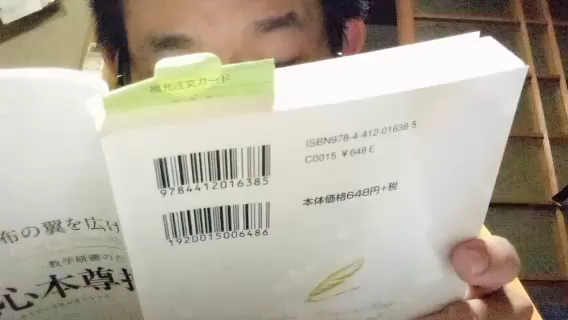 補充注文カード
ISBN978-4-412-01638-5
C0015 ¥648E
9784412016385
本体価格648円+税
1920015006486
布の翼を広げ
教学研鑽のた
心本尊抄